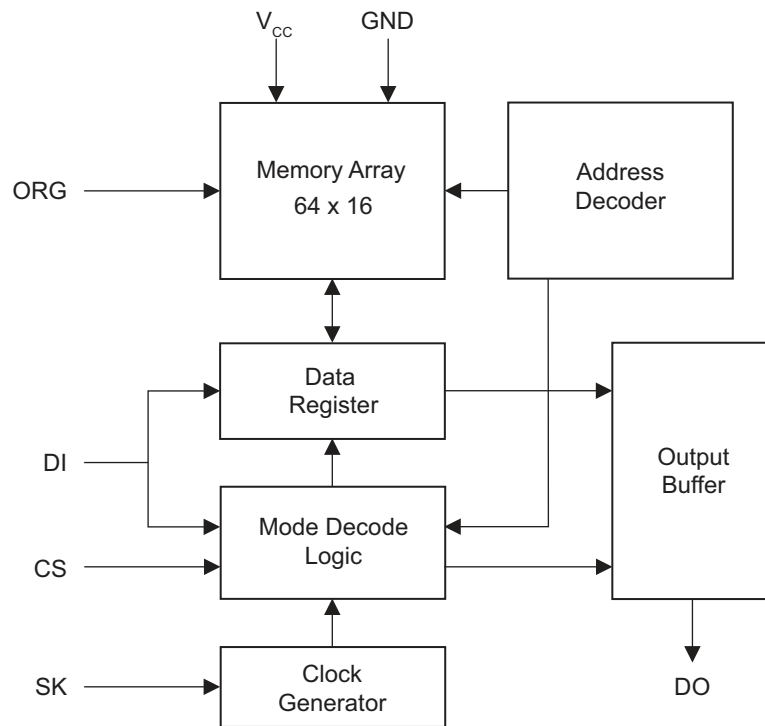 VCC
GND
ORG
Memory Array
64 x 16
Address
Decoder
Data
Register
DI
Output
Buffer
Mode Decode
Logic
CS
Clock
Generator
SK
DO